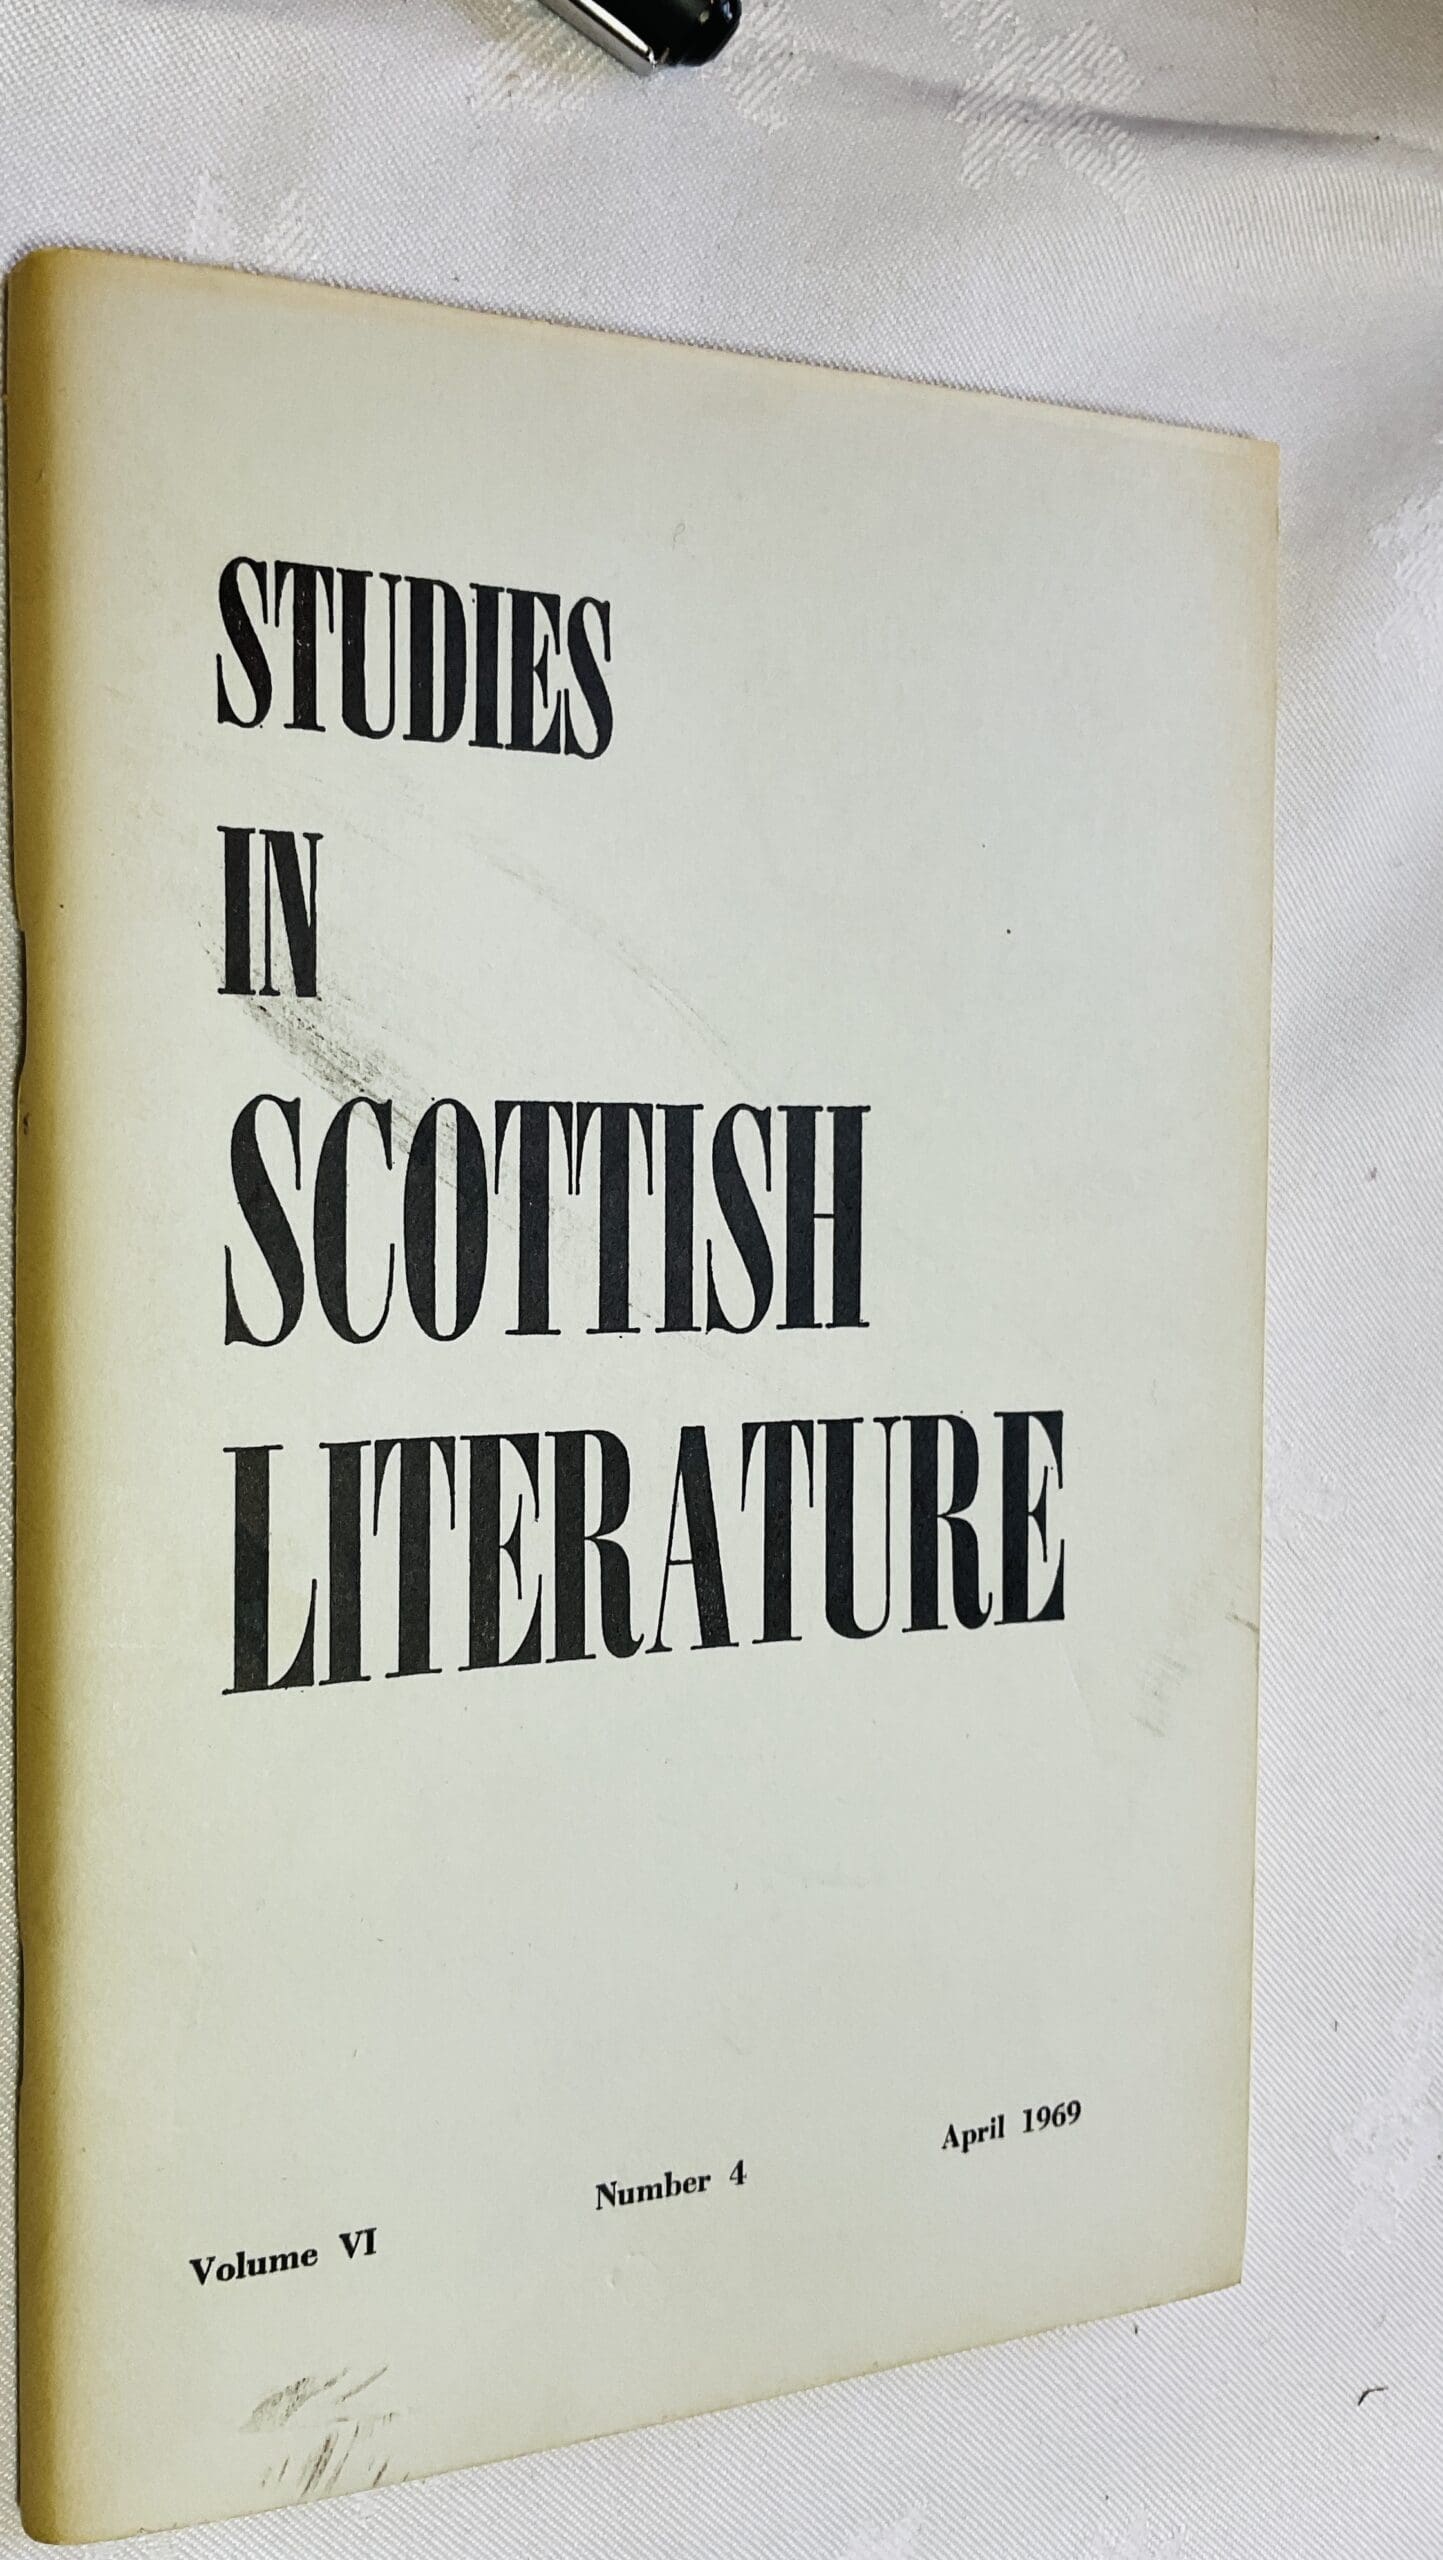 STUDIES
IN
SCOTTISH
LITERATURE
Volume VI Number 4 April 1969